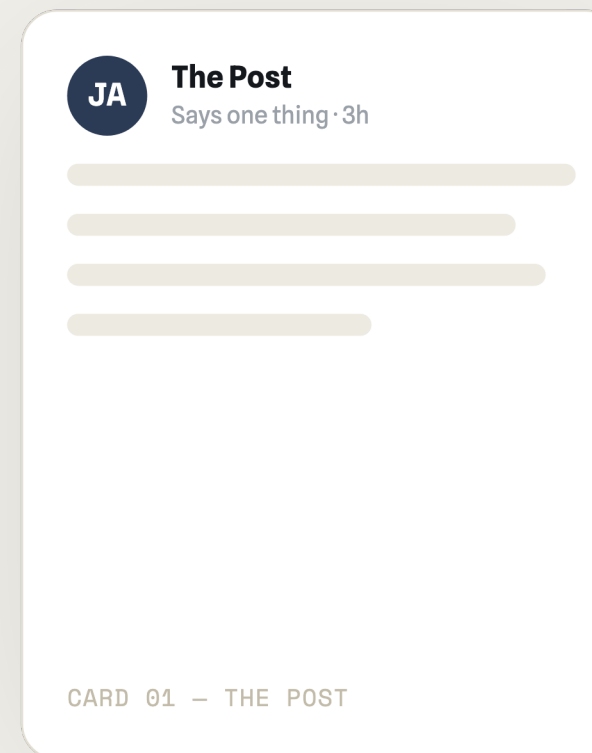 JA
The Post
Says one thing · 3h
CARD 01 — THE POST